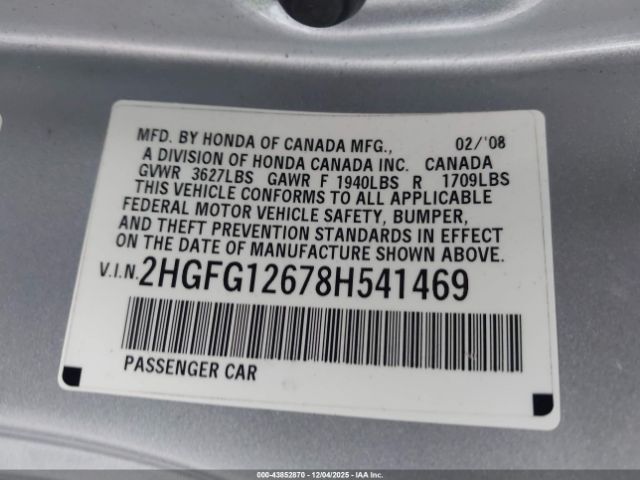 MFD. BY HONDA OF CANADA MFG., 02/'08
A DIVISION OF HONDA CANADA INC. CANADA
GVWR 3627LBS GAWR F 1940LBS R 1709LBS
THIS VEHICLE CONFORMS TO ALL APPLICABLE
FEDERAL MOTOR VEHICLE SAFETY, BUMPER,
AND THEFT PREVENTION STANDARDS IN EFFECT
ON THE DATE OF MANUFACTURE SHOWN ABOVE.
V.I.N. 2HGFG12678H541469
PASSENGER CAR
000-43852870 - 12/04/2025 - IAAI.COM